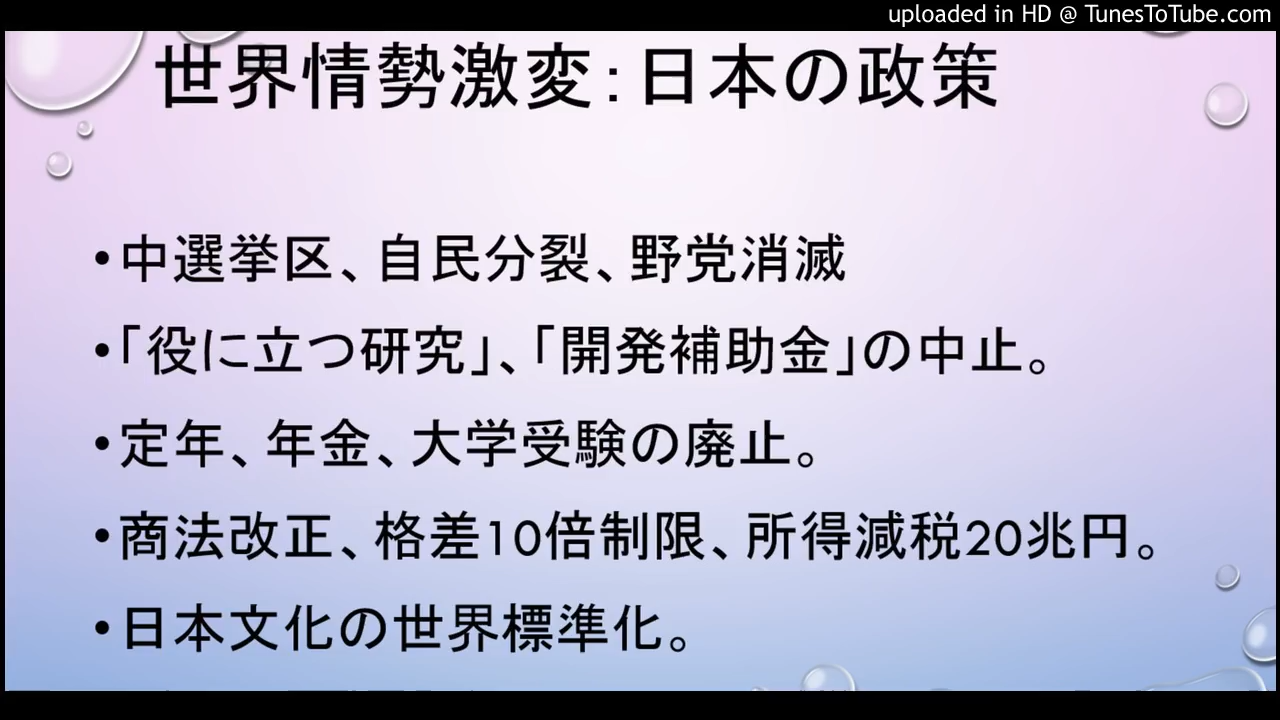 uploaded in HD @ TunesToTube.com
世界情勢激変：日本の政策
•中選挙区、自民分裂、野党消滅
•「役に立つ研究」、「開発補助金」の中止。
•定年、年金、大学受験の廃止。
•商法改正、格差10倍制限、所得減税20兆円。
•日本文化の世界標準化。